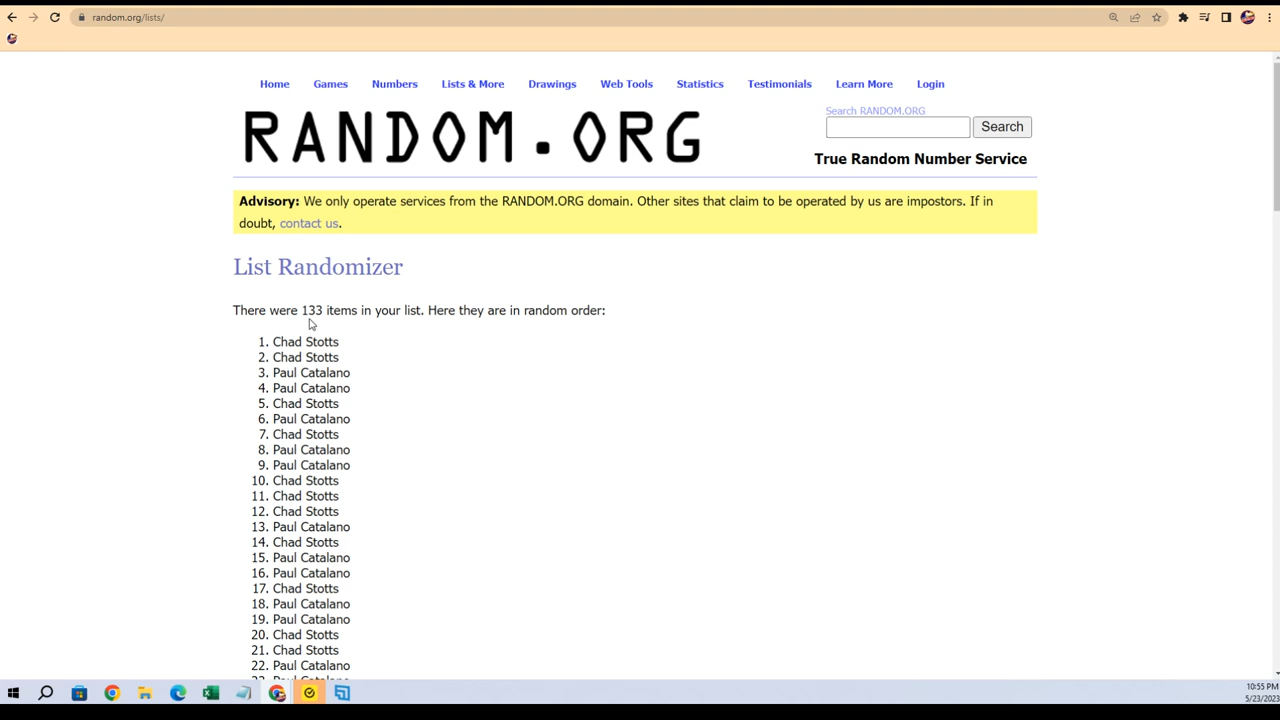 random.org/lists/
Home Games Numbers Lists & More Drawings Web Tools Statistics Testimonials Learn More Login
RANDOM.ORG
Search RANDOM.ORG
Search
True Random Number Service
Advisory: We only operate services from the RANDOM.ORG domain. Other sites that claim to be operated by us are impostors. If in
doubt, contact us.
List Randomizer
There were 133 items in your list. Here they are in random order:
1. Chad Stotts
2. Chad Stotts
3. Paul Catalano
4. Paul Catalano
5. Chad Stotts
6. Paul Catalano
7. Chad Stotts
8. Paul Catalano
9. Paul Catalano
10. Chad Stotts
11. Chad Stotts
12. Chad Stotts
13. Paul Catalano
14. Chad Stotts
15. Paul Catalano
16. Paul Catalano
17. Chad Stotts
18. Paul Catalano
19. Paul Catalano
20. Chad Stotts
21. Chad Stotts
22. Paul Catalano
10:55 PM
5/23/2023